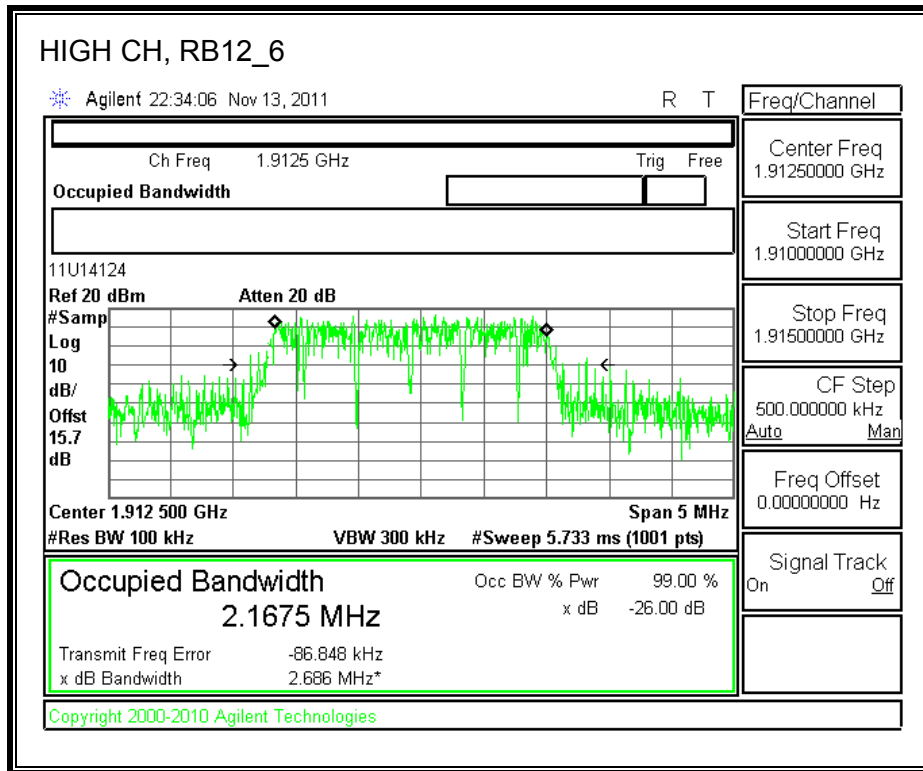 HIGH CH, RB12_6
Agilent 22:34:06 Nov 13, 2011 R T
Freq/Channel
Ch Freq 1.9125 GHz Trig Free
Occupied Bandwidth
Center Freq
1.91250000 GHz
Start Freq
1.91000000 GHz
Stop Freq
1.91500000 GHz
CF Step
500.000000 kHz
Auto Man
Freq Offset
0.00000000 Hz
Signal Track
On Off
11U14124
Ref 20 dBm Atten 20 dB
#Samp
Log
10
dB/
Offst
15.7
dB
Center 1.912 500 GHz Span 5 MHz
#Res BW 100 kHz VBW 300 kHz #Sweep 5.733 ms (1001 pts)
Occupied Bandwidth Occ BW % Pwr 99.00 %
2.1675 MHz x dB -26.00 dB
Transmit Freq Error -86.848 kHz
x dB Bandwidth 2.686 MHz*
Copyright 2000-2010 Agilent Technologies